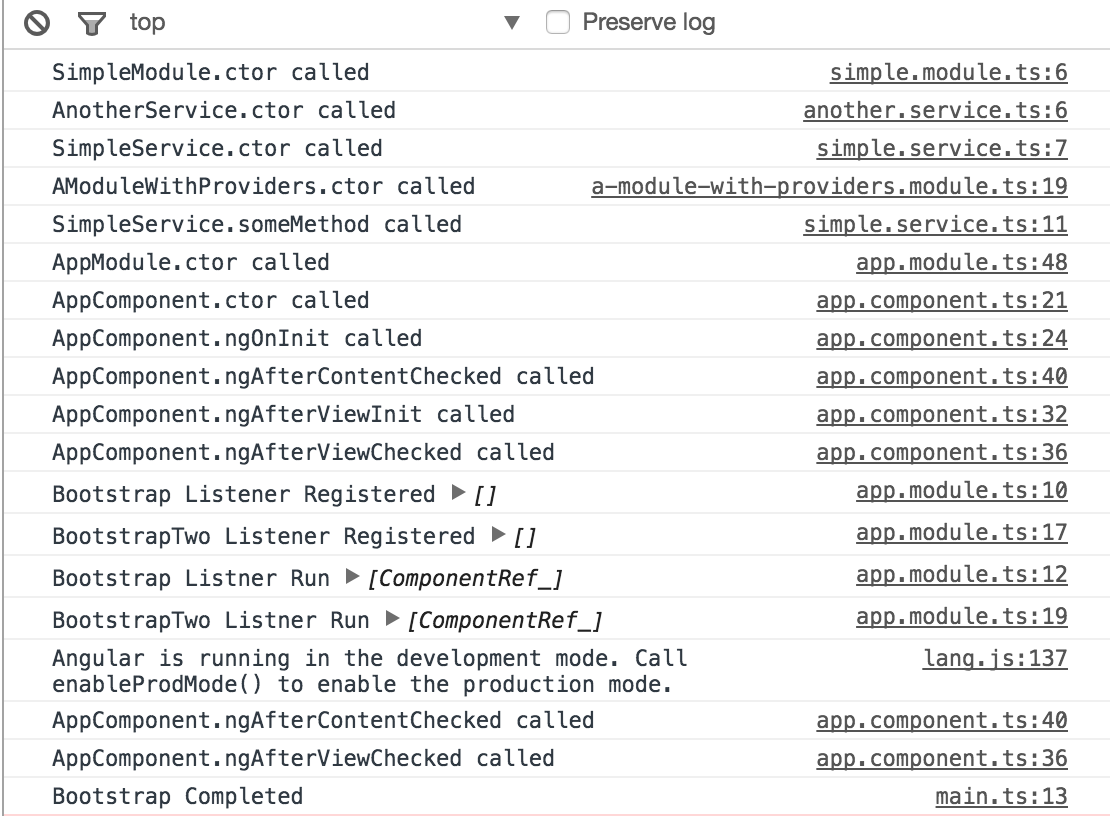 top ▼ Preserve log
SimpleModule.ctor called simple.module.ts:6
AnotherService.ctor called another.service.ts:6
SimpleService.ctor called simple.service.ts:7
AModuleWithProviders.ctor called a-module-with-providers.module.ts:19
SimpleService.someMethod called simple.service.ts:11
AppModule.ctor called app.module.ts:48
AppComponent.ctor called app.component.ts:21
AppComponent.ngOnInit called app.component.ts:24
AppComponent.ngAfterContentChecked called app.component.ts:40
AppComponent.ngAfterViewInit called app.component.ts:32
AppComponent.ngAfterViewChecked called app.component.ts:36
Bootstrap Listener Registered ▶ [] app.module.ts:10
BootstrapTwo Listener Registered ▶ [] app.module.ts:17
Bootstrap Listner Run ▶ [ComponentRef_] app.module.ts:12
BootstrapTwo Listner Run ▶ [ComponentRef_] app.module.ts:19
Angular is running in the development mode. Call lang.js:137
enableProdMode() to enable the production mode.
AppComponent.ngAfterContentChecked called app.component.ts:40
AppComponent.ngAfterViewChecked called app.component.ts:36
Bootstrap Completed main.ts:13